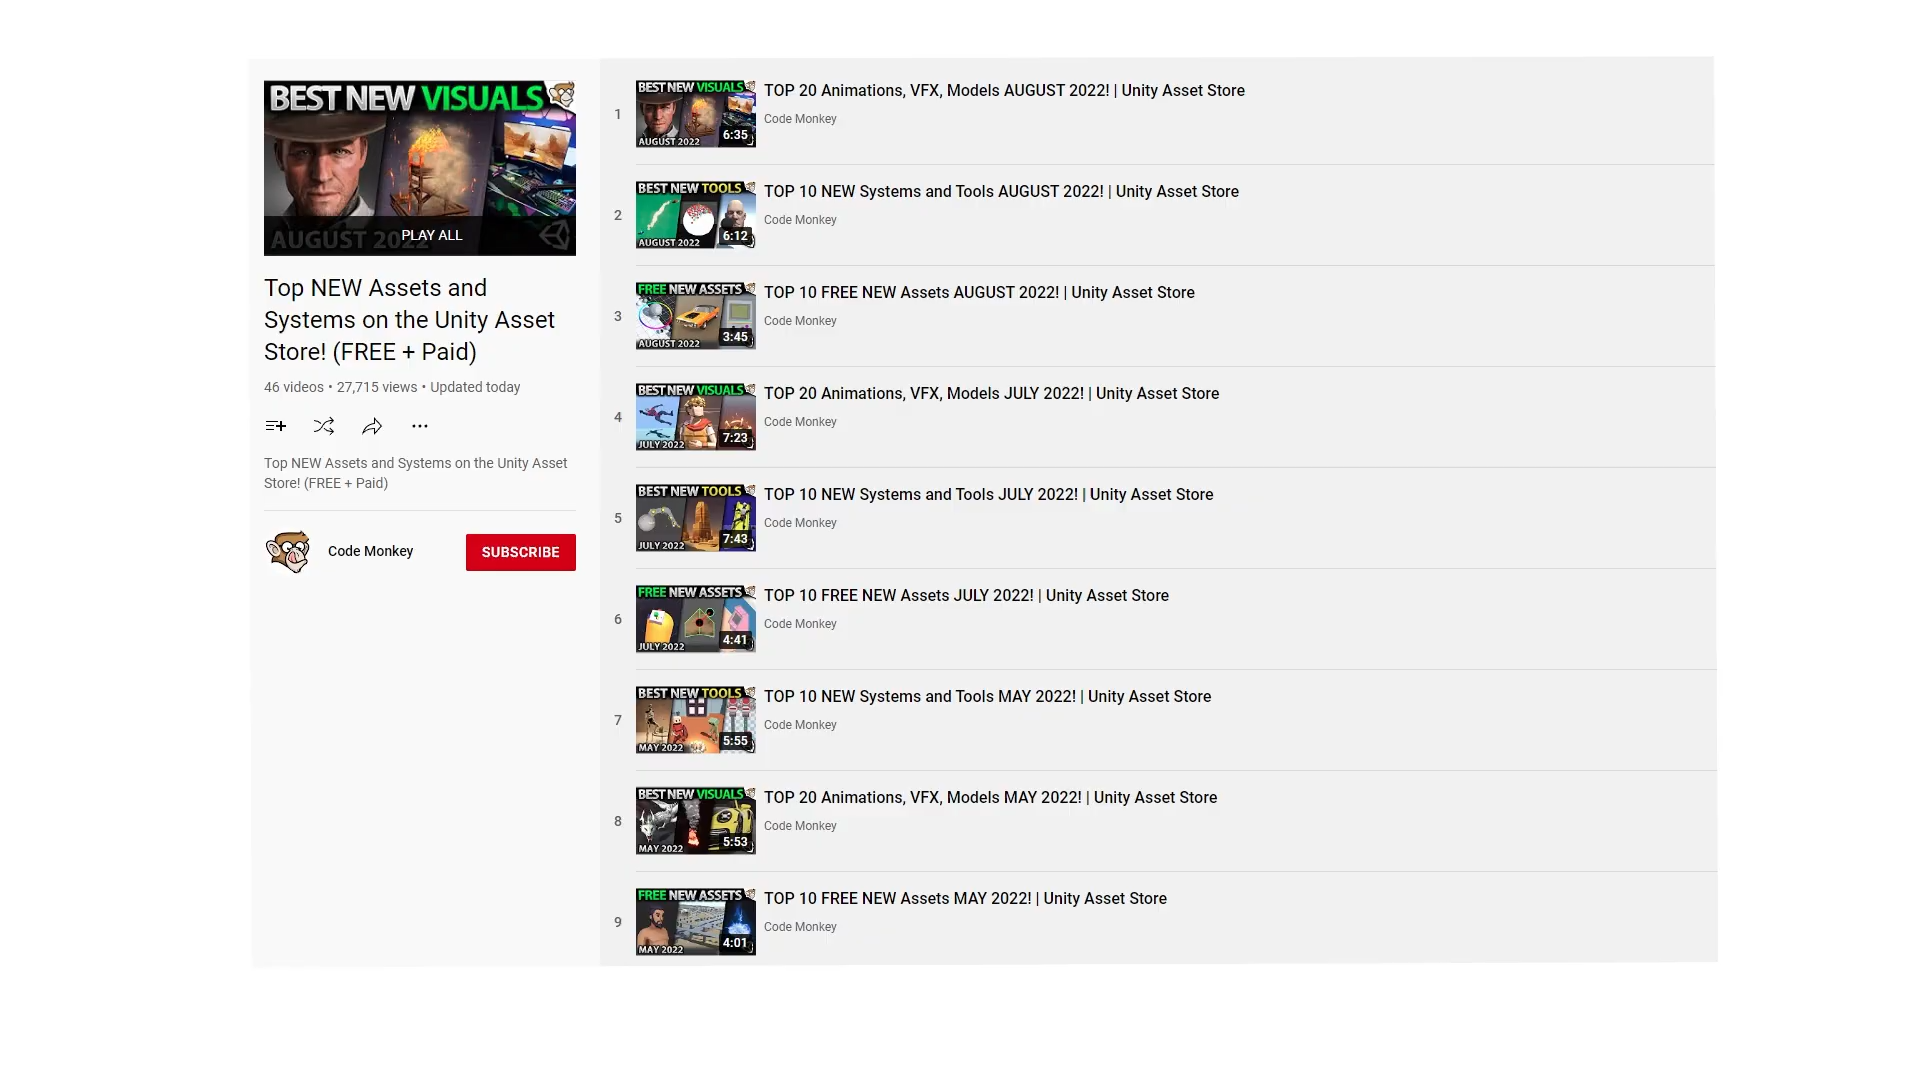 BEST NEW VISUALS
AUGUST 2022
PLAY ALL
Top NEW Assets and
Systems on the Unity Asset
Store! (FREE + Paid)
46 videos • 27,715 views • Updated today
Top NEW Assets and Systems on the Unity Asset
Store! (FREE + Paid)
Code Monkey
SUBSCRIBE
1
BEST NEW VISUALS
AUGUST 2022
6:35
TOP 20 Animations, VFX, Models AUGUST 2022! | Unity Asset Store
Code Monkey
2
BEST NEW TOOLS
AUGUST 2022
6:12
TOP 10 NEW Systems and Tools AUGUST 2022! | Unity Asset Store
Code Monkey
3
FREE NEW ASSETS
AUGUST 2022
3:45
TOP 10 FREE NEW Assets AUGUST 2022! | Unity Asset Store
Code Monkey
4
BEST NEW VISUALS
JULY 2022
7:23
TOP 20 Animations, VFX, Models JULY 2022! | Unity Asset Store
Code Monkey
5
BEST NEW TOOLS
JULY 2022
7:43
TOP 10 NEW Systems and Tools JULY 2022! | Unity Asset Store
Code Monkey
6
FREE NEW ASSETS
JULY 2022
4:41
TOP 10 FREE NEW Assets JULY 2022! | Unity Asset Store
Code Monkey
7
BEST NEW TOOLS
MAY 2022
5:55
TOP 10 NEW Systems and Tools MAY 2022! | Unity Asset Store
Code Monkey
8
BEST NEW VISUALS
MAY 2022
5:53
TOP 20 Animations, VFX, Models MAY 2022! | Unity Asset Store
Code Monkey
9
FREE NEW ASSETS
MAY 2022
4:01
TOP 10 FREE NEW Assets MAY 2022! | Unity Asset Store
Code Monkey